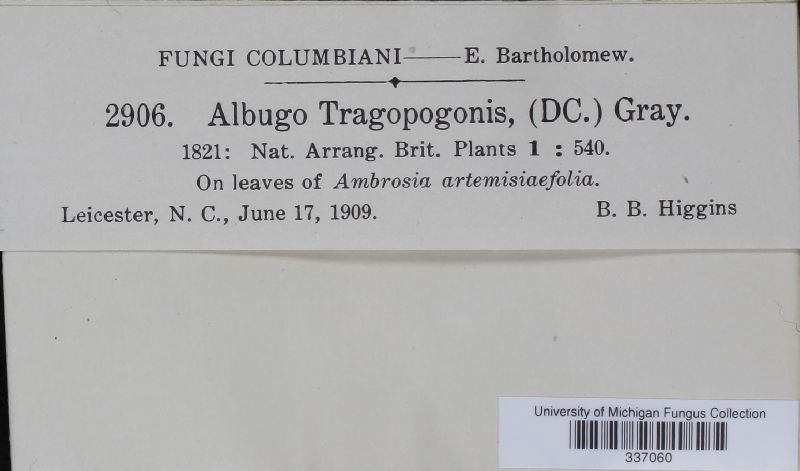 FUNGI COLUMBIANI——E. Bartholomew.
2906. Albugo Tragopogonis, (DC.) Gray.
1821: Nat. Arrang. Brit. Plants 1 : 540.
On leaves of Ambrosia artemisiaefolia.
Leicester, N. C., June 17, 1909. B. B. Higgins
University of Michigan Fungus Collection
337060